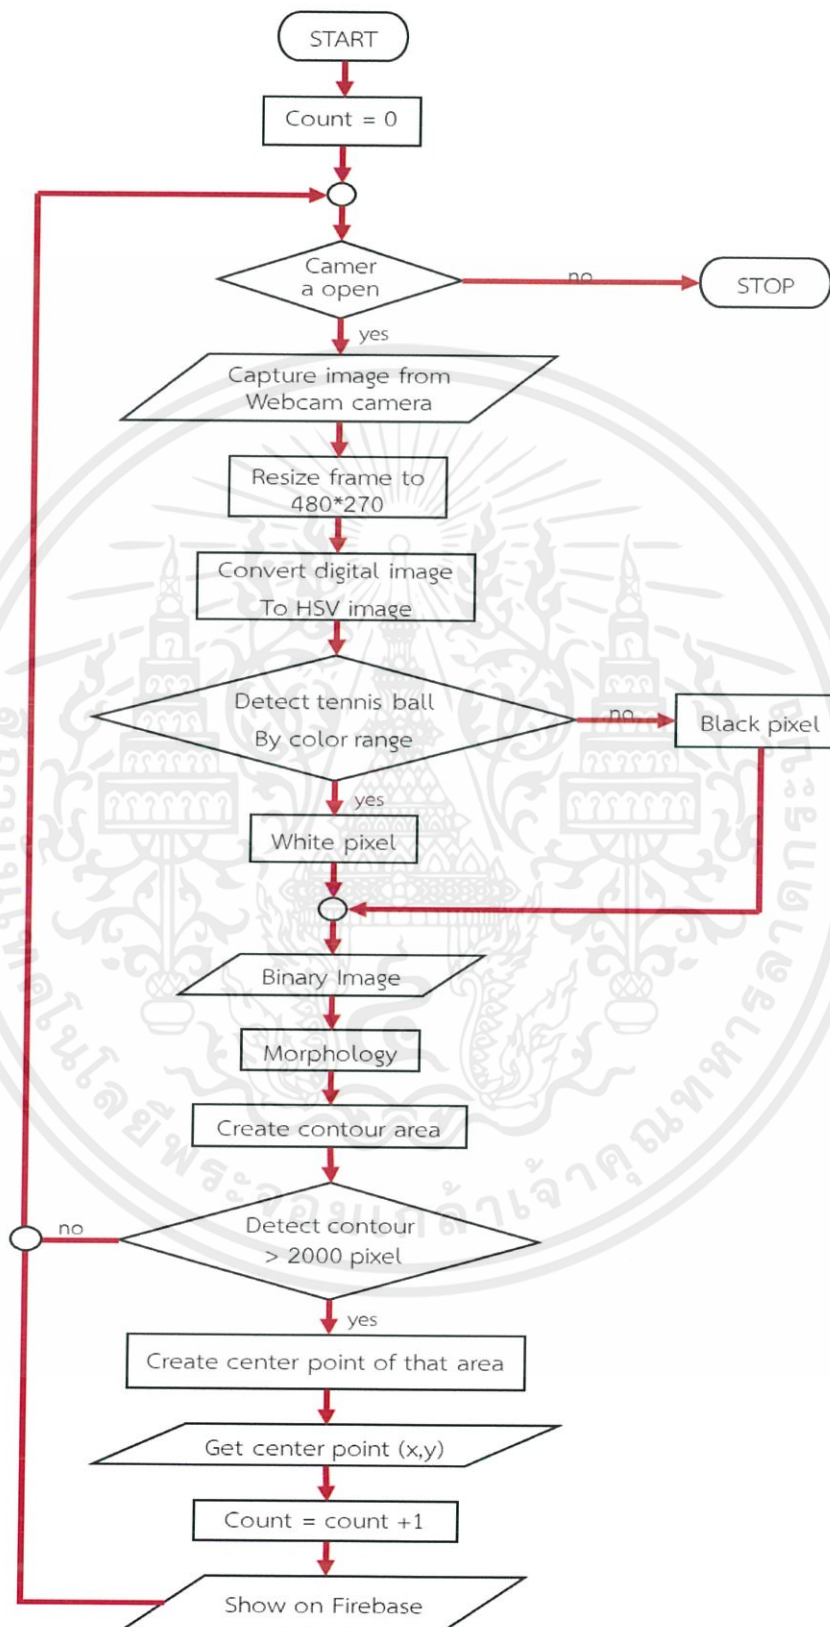 START
Count = 0
Camer
a open
no
STOP
yes
Capture image from
Webcam camera
Resize frame to
480*270
Convert digital image
To HSV image
Detect tennis ball
By color range
no
Black pixel
yes
White pixel
Binary Image
Morphology
Create contour area
no
Detect contour
> 2000 pixel
yes
Create center point of that area
Get center point (x,y)
Count = count +1
Show on Firebase